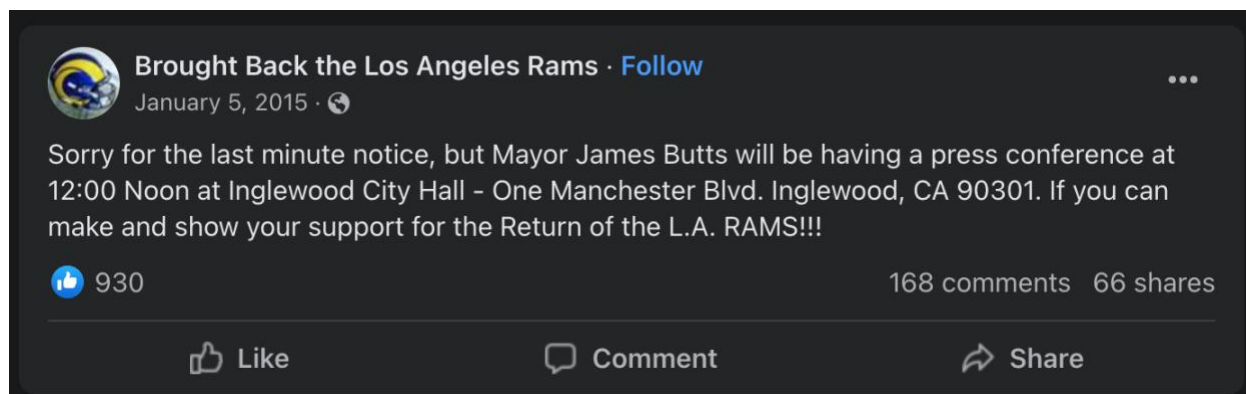 Brought Back the Los Angeles Rams · Follow
January 5, 2015 ·
Sorry for the last minute notice, but Mayor James Butts will be having a press conference at
12:00 Noon at Inglewood City Hall - One Manchester Blvd. Inglewood, CA 90301. If you can
make and show your support for the Return of the L.A. RAMS!!!
930
168 comments 66 shares
Like
Comment
Share